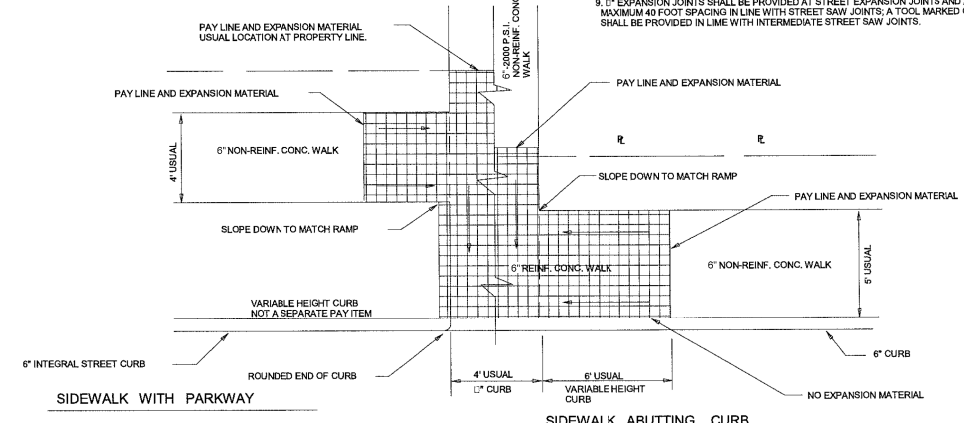 9. □" EXPANSION JOINTS SHALL BE PROVIDED AT STREET EXPANSION JOINTS AND
MAXIMUM 40 FOOT SPACING IN LINE WITH STREET SAW JOINTS; A TOOL MARKED
SHALL BE PROVIDED IN LIME WITH INTERMEDIATE STREET SAW JOINTS.
PAY LINE AND EXPANSION MATERIAL
USUAL LOCATION AT PROPERTY LINE.
6"-2000 P.S.I.
NON-REINF. CONC
WALK
PAY LINE AND EXPANSION MATERIAL
PAY LINE AND EXPANSION MATERIAL
4' USUAL
6" NON-REINF. CONC. WALK
PL
PL
SLOPE DOWN TO MATCH RAMP
PAY LINE AND EXPANSION MATERIAL
SLOPE DOWN TO MATCH RAMP
6" REINF. CONC. WALK
6" NON-REINF. CONC. WALK
5' USUAL
VARIABLE HEIGHT CURB
NOT A SEPARATE PAY ITEM
6" INTEGRAL STREET CURB
ROUNDED END OF CURB
4' USUAL
□" CURB
6' USUAL
VARIABLE HEIGHT
CURB
6" CURB
NO EXPANSION MATERIAL
SIDEWALK WITH PARKWAY
SIDEWALK ABUTTING CURB